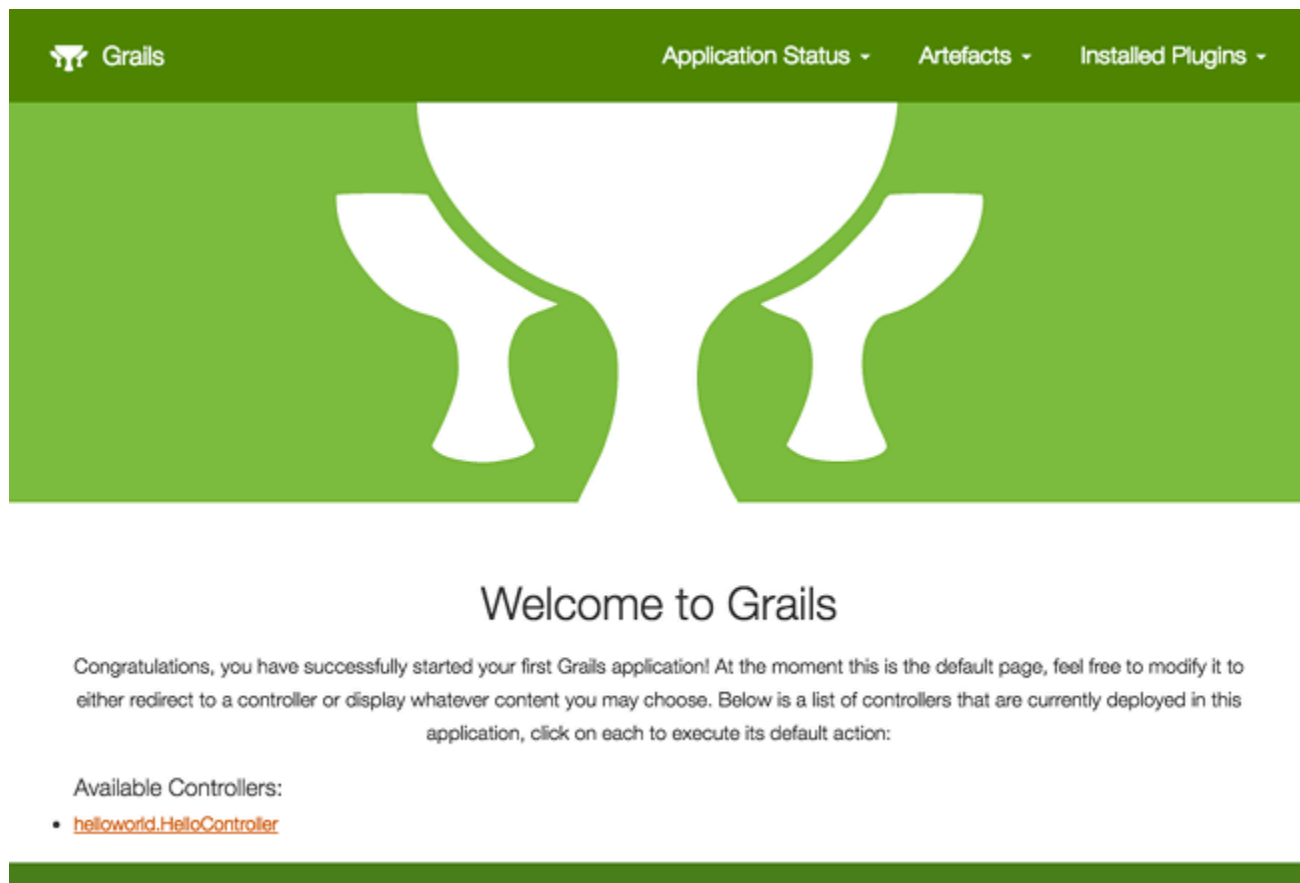 Grails Application Status Artefacts Installed Plugins
Welcome to Grails
Congratulations, you have successfully started your first Grails application! At the moment this is the default page, feel free to modify it to
either redirect to a controller or display whatever content you may choose. Below is a list of controllers that are currently deployed in this
application, click on each to execute its default action:
Available Controllers:
• helloworld.HelloController